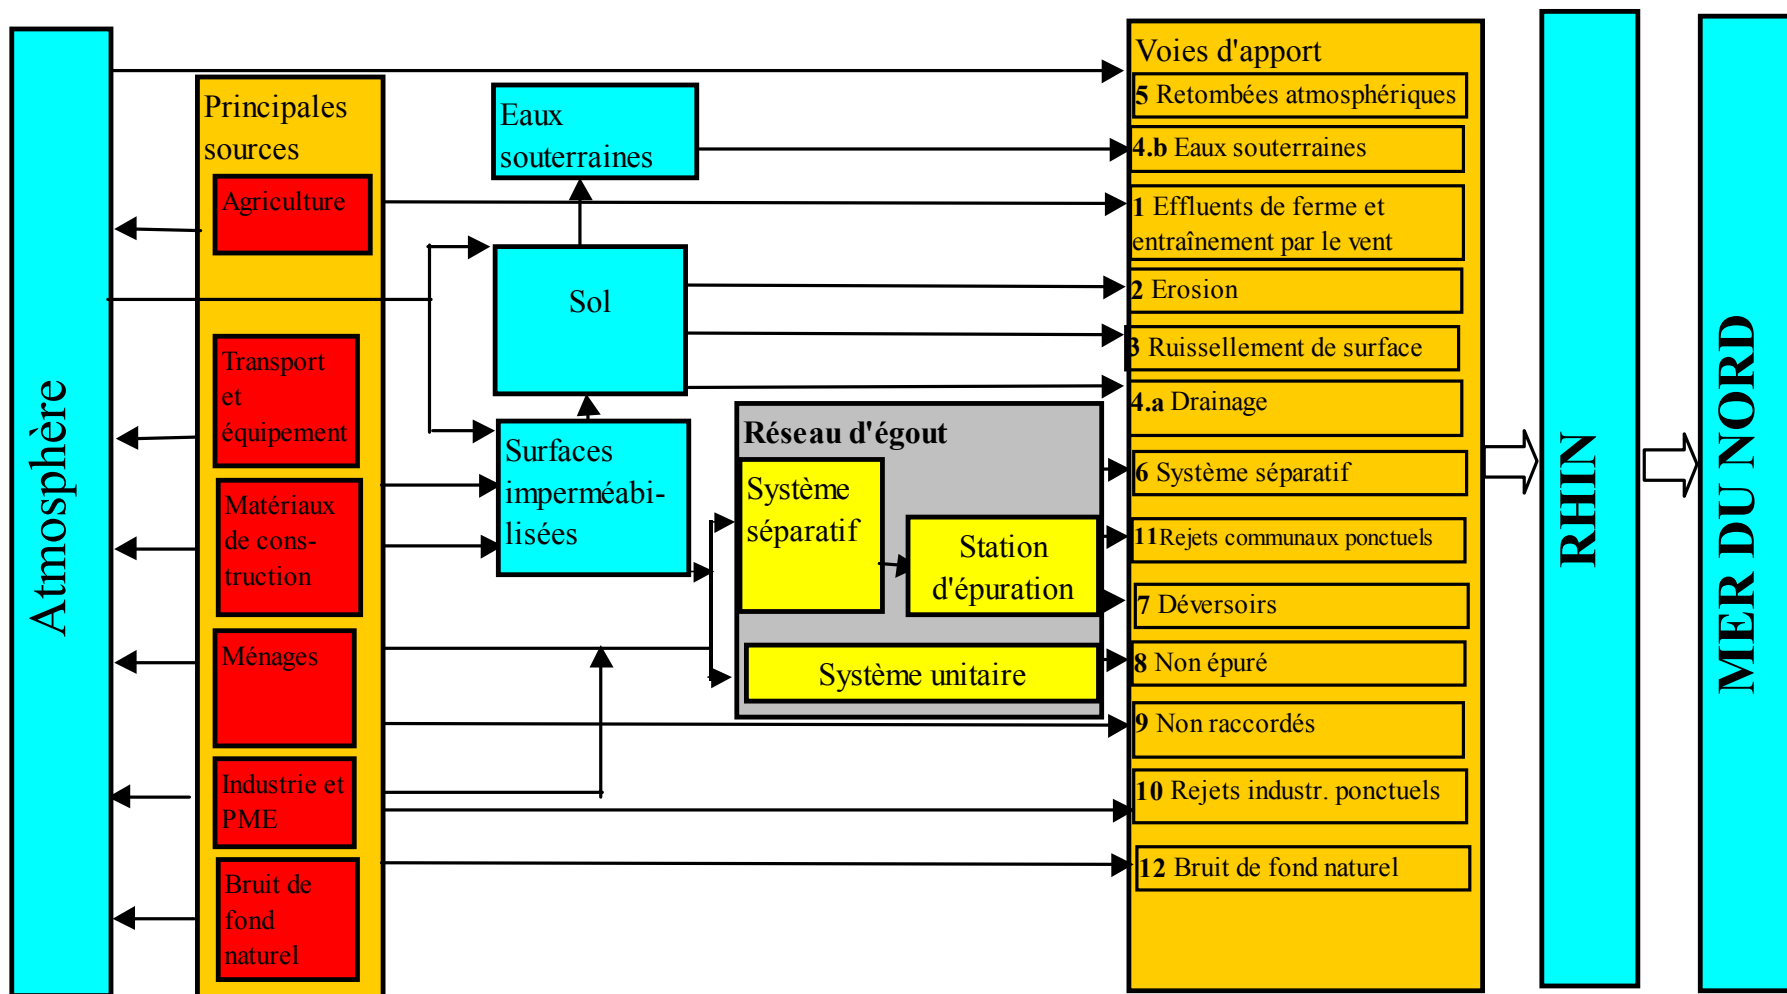 Atmosphère
Principales
sources
Agriculture
Transport
et
équipement
Matériaux
de cons-
truction
Ménages
Industrie et
PME
Bruit de
fond
naturel
Eaux
souterraines
Sol
Surfaces
imperméabi-
lisées
Réseau d'égout
Système
séparatif
Station
d'épuration
Système unitaire
Voies d'apport
5 Retombées atmosphériques
4.b Eaux souterraines
1 Effluents de ferme et
entraînement par le vent
2 Erosion
3 Ruissellement de surface
4.a Drainage
6 Système séparatif
11 Rejets communaux ponctuels
7 Déversoirs
8 Non épuré
9 Non raccordés
10 Rejets industr. ponctuels
12 Bruit de fond naturel
RHIN
MER DU NORD